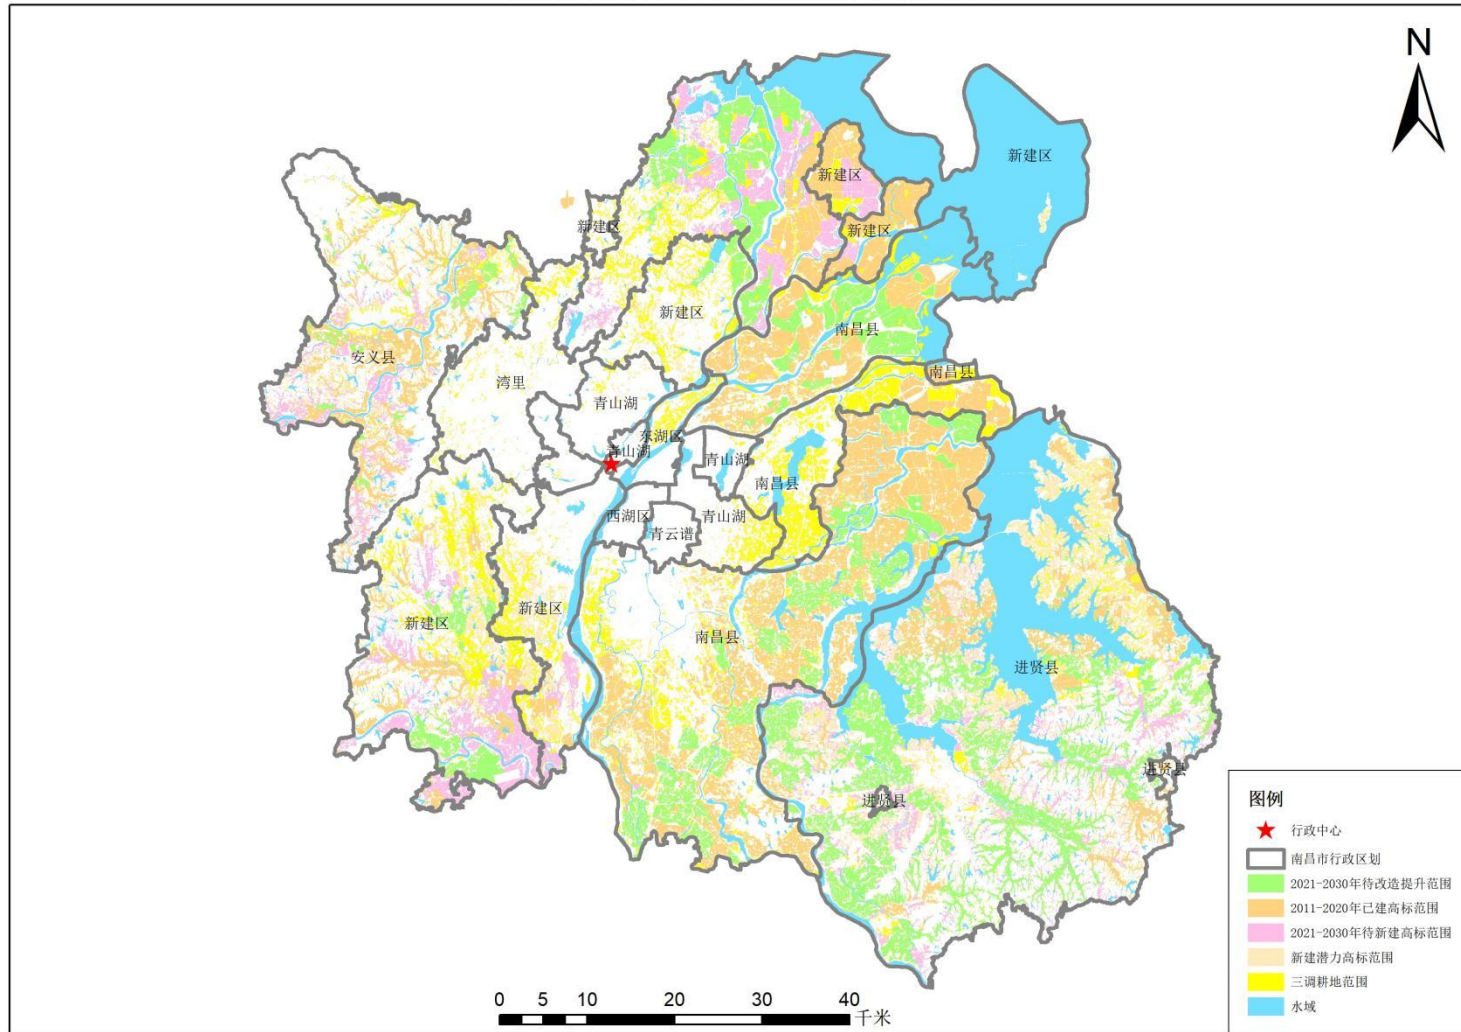 N
新建区
新建区
新建区
新建区
新建区
南昌县
安义县
南昌县
湾里
青山湖
东湖区
青山湖
青山湖
南昌县
西湖区
青山湖
青云谱
新建区
新建区
南昌县
进贤县
进贤县
进贤县
图例
行政中心
南昌市行政区划
2021-2030年待改造提升范围
2011-2020年已建高标范围
2021-2030年待新建高标范围
新建潜力高标范围
三调耕地范围
水域
0 5 10 20 30 40
千米